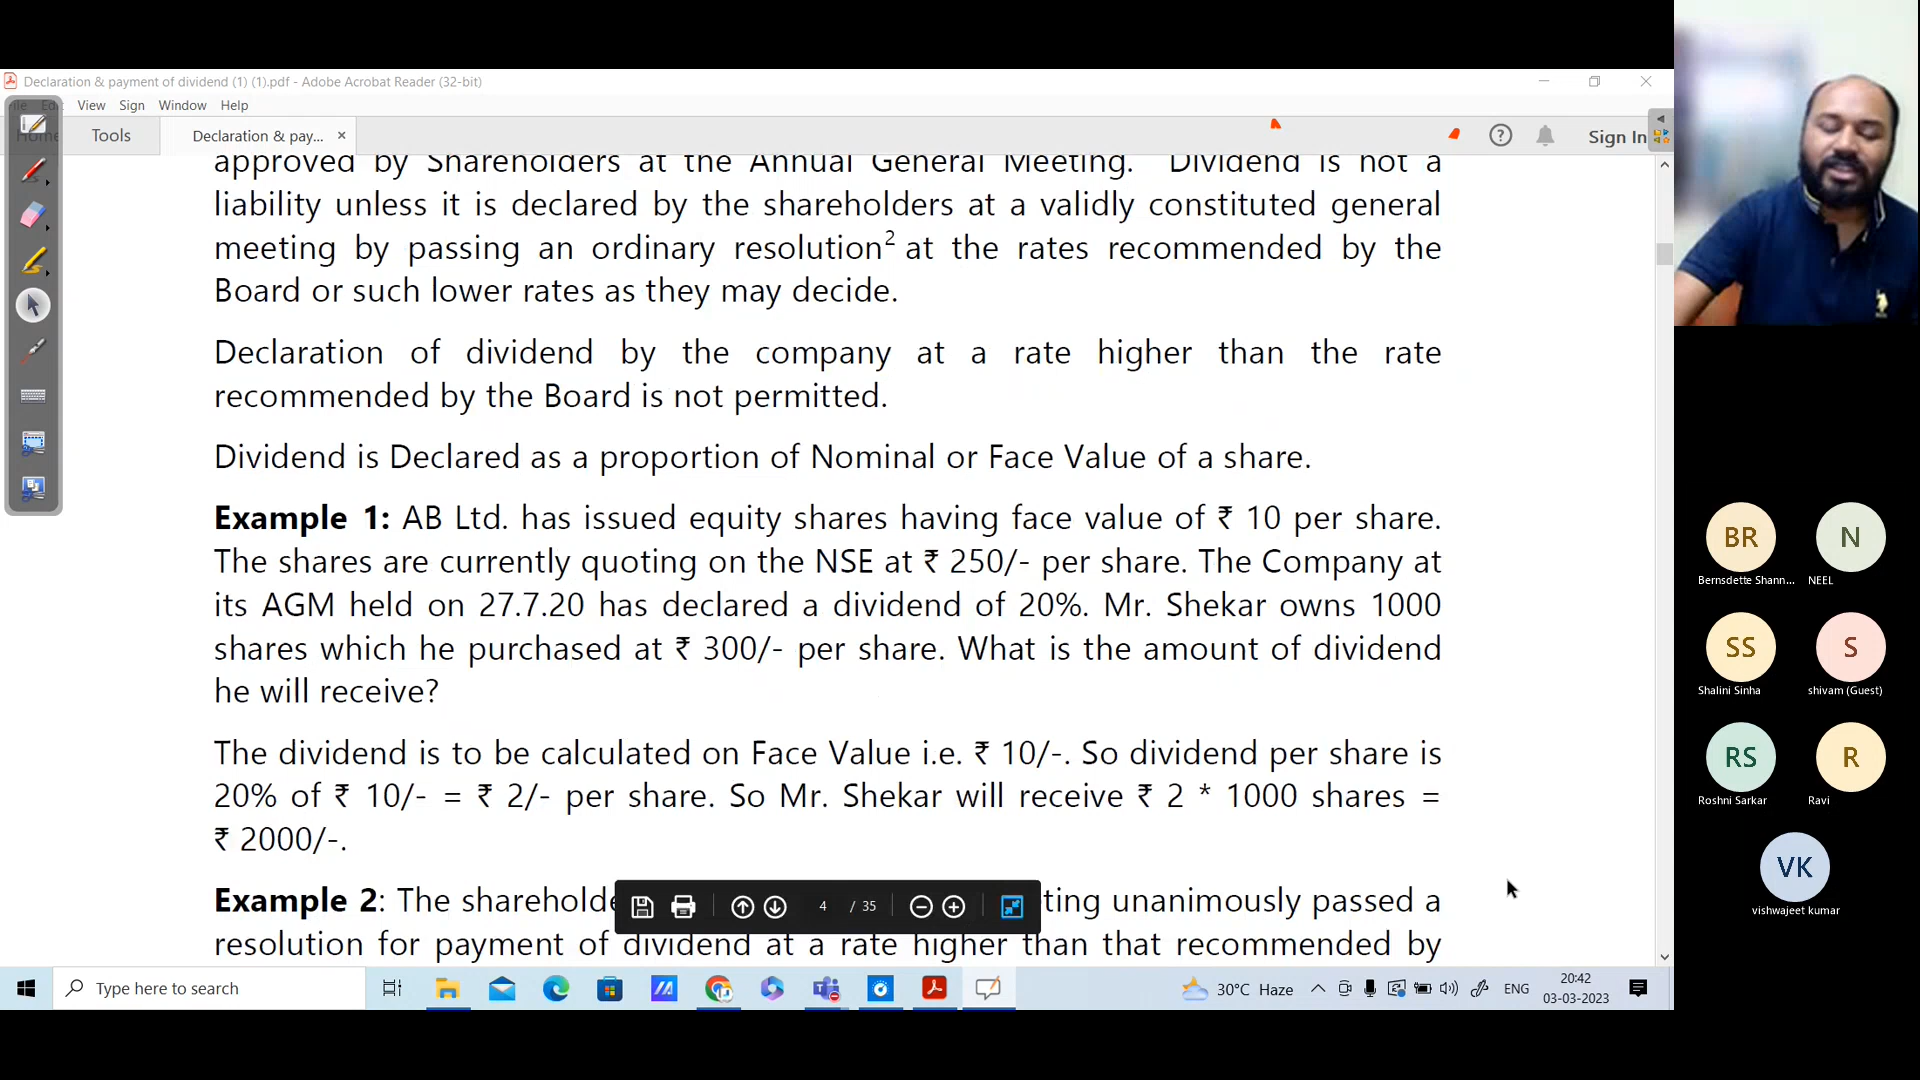 Declaration & payment of dividend (1) (1).pdf - Adobe Acrobat Reader (32-bit)
View Sign Window Help
Tools
Declaration & pay... ×
Sign In
approved by Shareholders at the Annual General Meeting. Dividend is not a
liability unless it is declared by the shareholders at a validly constituted general
meeting by passing an ordinary resolution² at the rates recommended by the
Board or such lower rates as they may decide.
Declaration of dividend by the company at a rate higher than the rate
recommended by the Board is not permitted.
Dividend is Declared as a proportion of Nominal or Face Value of a share.
Example 1: AB Ltd. has issued equity shares having face value of ₹ 10 per share.
The shares are currently quoting on the NSE at ₹ 250/- per share. The Company at
its AGM held on 27.7.20 has declared a dividend of 20%. Mr. Shekar owns 1000
shares which he purchased at ₹ 300/- per share. What is the amount of dividend
he will receive?
The dividend is to be calculated on Face Value i.e. ₹ 10/-. So dividend per share is
20% of ₹ 10/- = ₹ 2/- per share. So Mr. Shekar will receive ₹ 2 * 1000 shares =
₹ 2000/-.
Example 2: The sharehold ting unanimously passed a
4 / 35
resolution for payment of dividend at a rate higher than that recommended by
BR
Bernsdette Shann...
N
NEEL
SS
Shalini Sinha
S
shivam (Guest)
RS
Roshni Sarkar
R
Ravi
VK
vishwajeet kumar
Type here to search
30°C Haze
ENG
20:42
03-03-2023